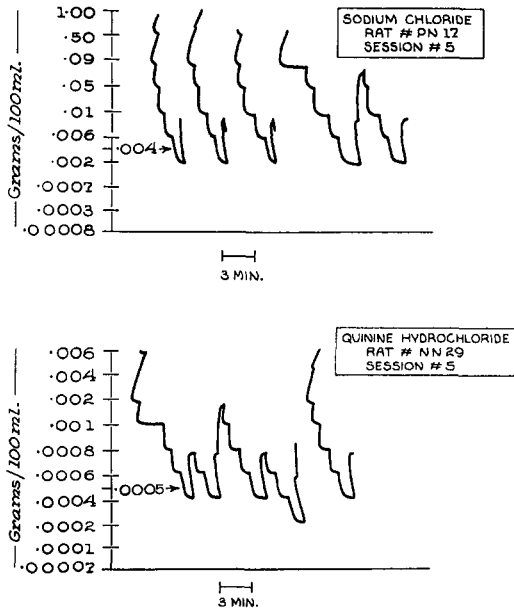 SODIUM CHLORIDE
RAT # PN 17
SESSION # 5
Grams/100ml.
1.00
.50
.09
.05
.01
.006
.004→
.002
.0007
.0003
.00008
3 MIN.
QUININE HYDROCHLORIDE
RAT # NN 29
SESSION # 5
Grams/100ml.
.006
.004
.002
.001
.0008
.0006
.0005→
.0004
.0002
.0001
.00007
3 MIN.